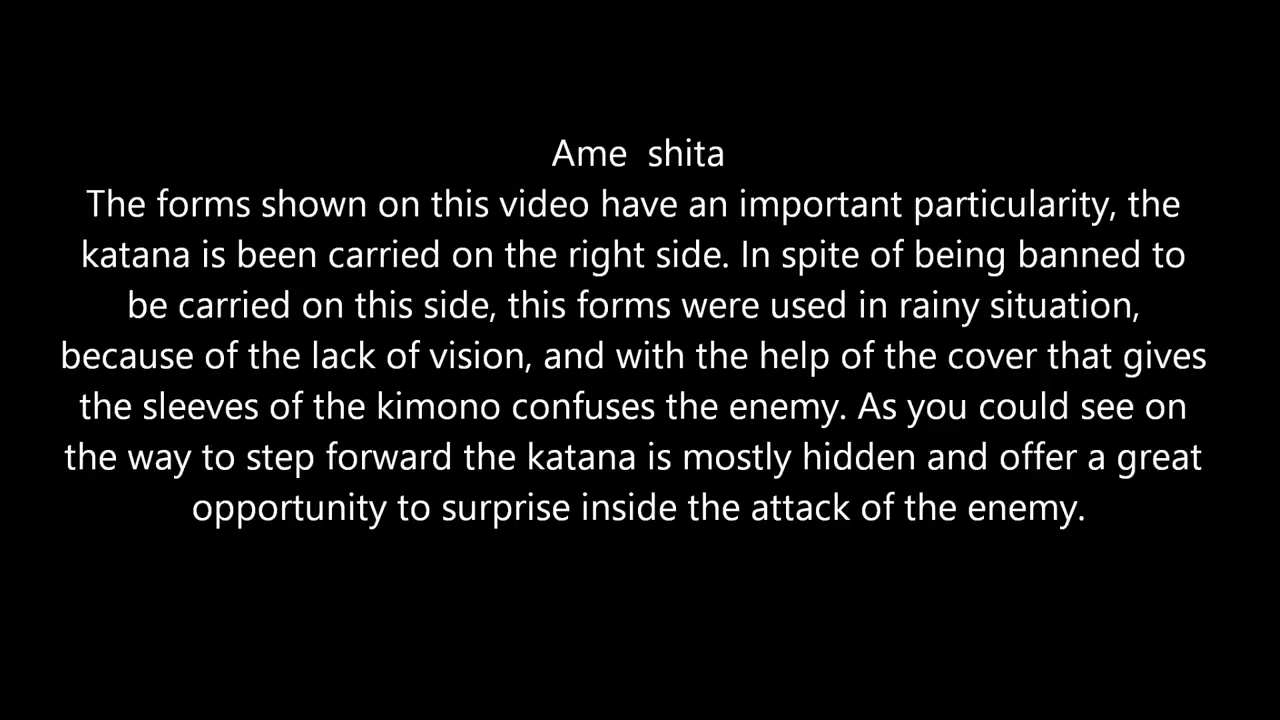 Ame  shita
The forms shown on this video have an important particularity, the
katana is been carried on the right side. In spite of being banned to
be carried on this side, this forms were used in rainy situation,
because of the lack of vision, and with the help of the cover that gives
the sleeves of the kimono confuses the enemy. As you could see on
the way to step forward the katana is mostly hidden and offer a great
opportunity to surprise inside the attack of the enemy.